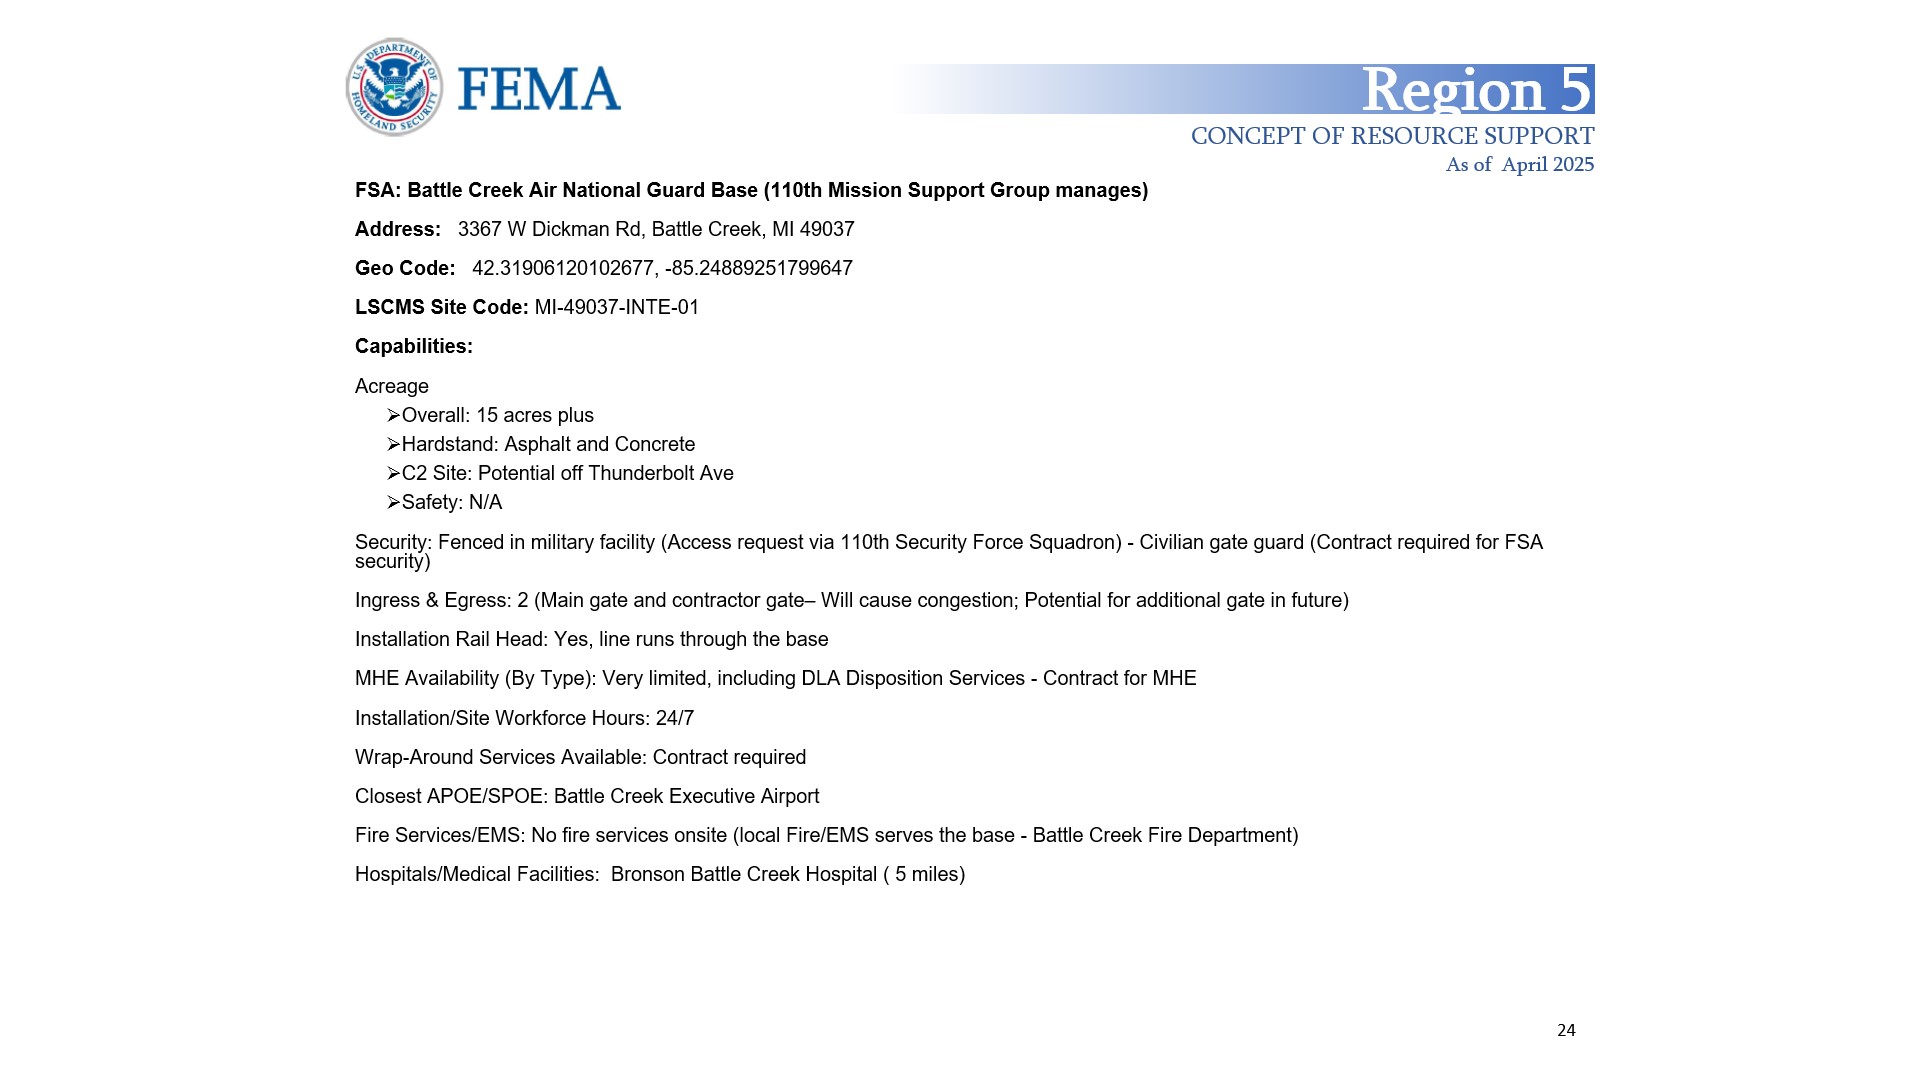 U.S. DEPARTMENT OF HOMELAND SECURITY
FEMA
Region 5
CONCEPT OF RESOURCE SUPPORT
As of  April 2025
FSA: Battle Creek Air National Guard Base (110th Mission Support Group manages)
Address:   3367 W Dickman Rd, Battle Creek, MI 49037
Geo Code:   42.31906120102677, -85.24889251799647
LSCMS Site Code: MI-49037-INTE-01
Capabilities:
Acreage
➢Overall: 15 acres plus
➢Hardstand: Asphalt and Concrete
➢C2 Site: Potential off Thunderbolt Ave
➢Safety: N/A
Security: Fenced in military facility (Access request via 110th Security Force Squadron) - Civilian gate guard (Contract required for FSA
security)
Ingress & Egress: 2 (Main gate and contractor gate– Will cause congestion; Potential for additional gate in future)
Installation Rail Head: Yes, line runs through the base
MHE Availability (By Type): Very limited, including DLA Disposition Services - Contract for MHE
Installation/Site Workforce Hours: 24/7
Wrap-Around Services Available: Contract required
Closest APOE/SPOE: Battle Creek Executive Airport
Fire Services/EMS: No fire services onsite (local Fire/EMS serves the base - Battle Creek Fire Department)
Hospitals/Medical Facilities:  Bronson Battle Creek Hospital ( 5 miles)
24